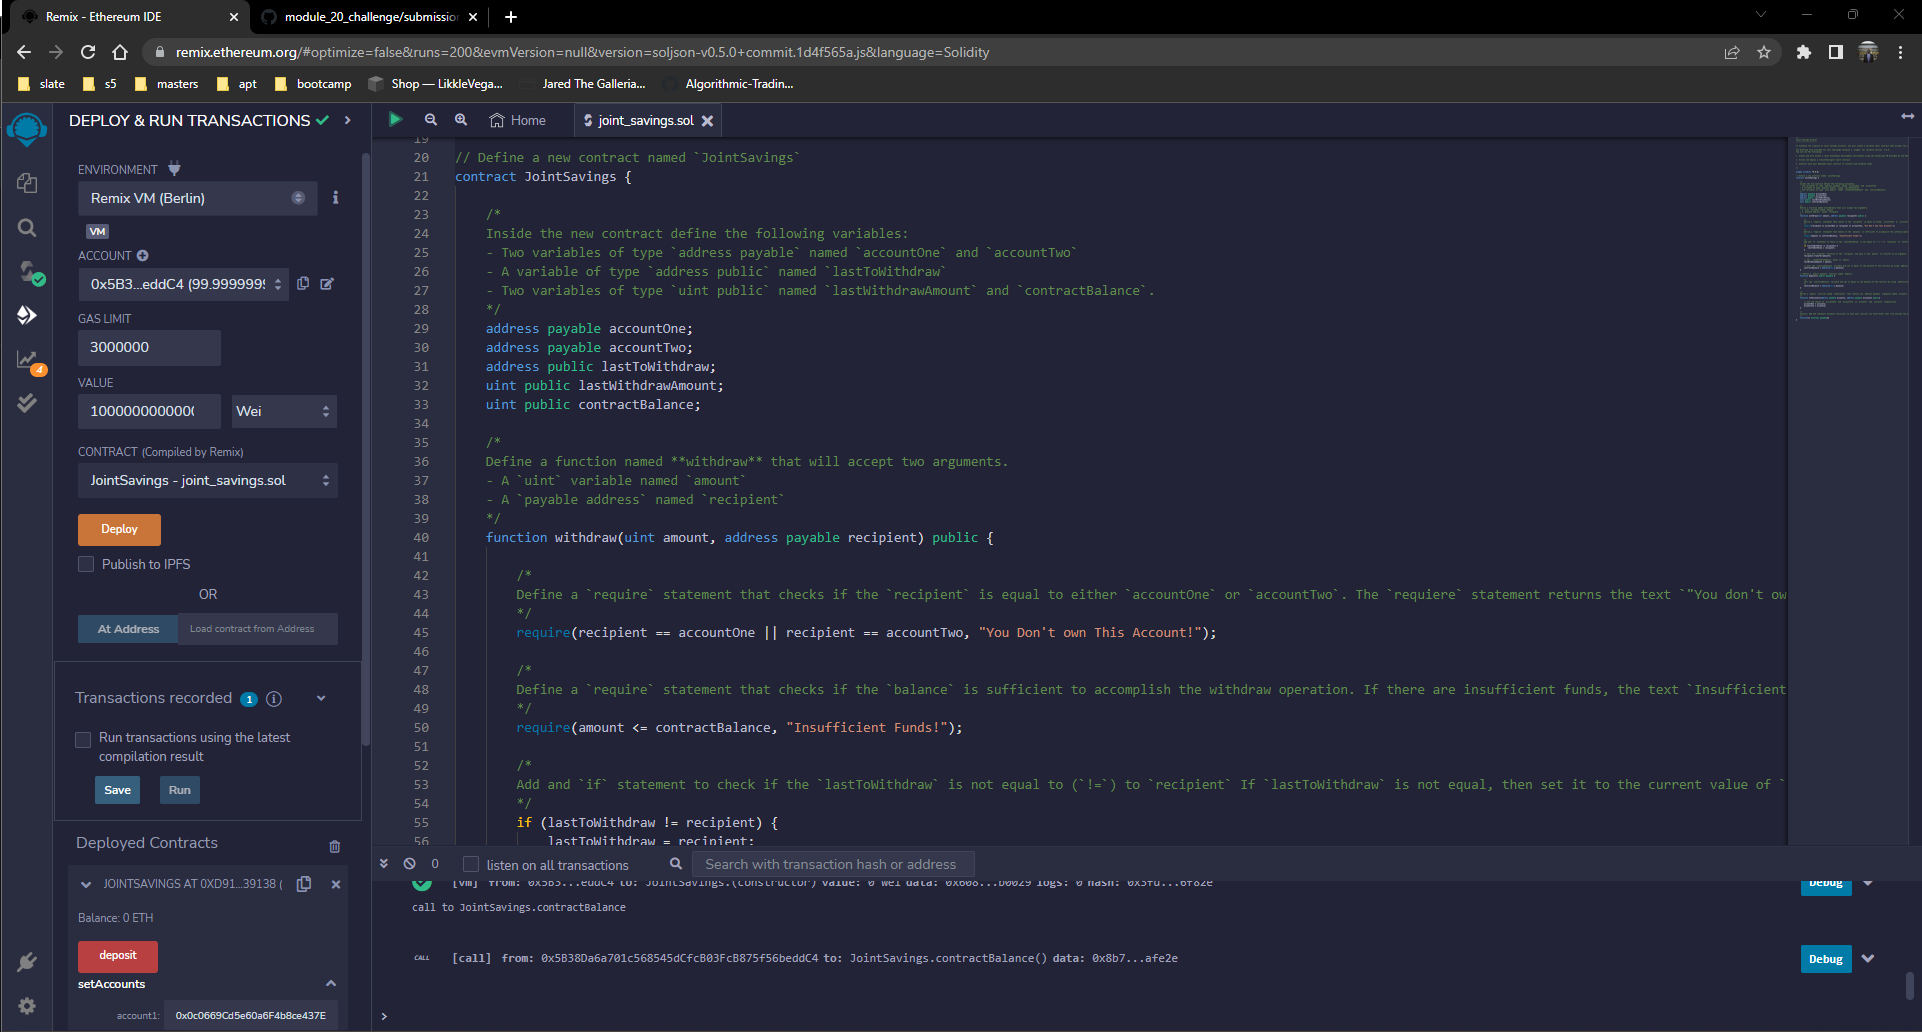 Remix - Ethereum IDE
module_20_challenge/submission
remix.ethereum.org/#optimize=false&runs=200&evmVersion=null&version=soljson-v0.5.0+commit.1d4f565a.js&language=Solidity
slate
s5
masters
apt
bootcamp
Shop — LikkleVega...
Jared The Galleria...
Algorithmic-Tradin...
DEPLOY & RUN TRANSACTIONS
ENVIRONMENT
Remix VM (Berlin)
VM
ACCOUNT
0x5B3...eddC4 (99.9999999
GAS LIMIT
3000000
VALUE
Wei
CONTRACT (Compiled by Remix)
JointSavings - joint_savings.sol
Deploy
Publish to IPFS
OR
At Address
Load contract from Address
Transactions recorded 1
Run transactions using the latest
compilation result
Save
Run
Deployed Contracts
JOINTSAVINGS AT 0XD91...39138 (
Balance: 0 ETH
deposit
setAccounts
account1:
0x0c0669Cd5e60a6F4b8ce437E
4
Home
joint_savings.sol
19
20 // Define a new contract named `JointSavings`
21 contract JointSavings {
22
23 /*
24 Inside the new contract define the following variables:
25 - Two variables of type `address payable` named `accountOne` and `accountTwo`
26 - A variable of type `address public` named `lastToWithdraw`
27 - Two variables of type `uint public` named `lastWithdrawAmount` and `contractBalance`.
28 */
29 address payable accountOne;
30 address payable accountTwo;
31 address public lastToWithdraw;
32 uint public lastWithdrawAmount;
33 uint public contractBalance;
34
35 /*
36 Define a function named **withdraw** that will accept two arguments.
37 - A `uint` variable named `amount`
38 - A `payable address` named `recipient`
39 */
40 function withdraw(uint amount, address payable recipient) public {
41
42 /*
43 Define a `require` statement that checks if the `recipient` is equal to either `accountOne` or `accountTwo`. The `requiere` statement returns the text `"You don't ow
44 */
45 require(recipient == accountOne || recipient == accountTwo, "You Don't own This Account!");
46
47 /*
48 Define a `require` statement that checks if the `balance` is sufficient to accomplish the withdraw operation. If there are insufficient funds, the text `Insufficient
49 */
50 require(amount <= contractBalance, "Insufficient Funds!");
51
52 /*
53 Add and `if` statement to check if the `lastToWithdraw` is not equal to (`!=`) to `recipient` If `lastToWithdraw` is not equal, then set it to the current value of `
54 */
55 if (lastToWithdraw != recipient) {
56 lastToWithdraw = recipient;
0
listen on all transactions
Search with transaction hash or address
[vm] from: 0x5B3...eddC4 to: JointSavings.(constructor) value: 0 wei data: 0x608...b0029 logs: 0
Debug
call to JointSavings.contractBalance
CALL [call] from: 0x5B38Da6a701c568545dCfcB03FcB875f56beddC4 to: JointSavings.contractBalance() data: 0x8b7...afe2e
Debug
>